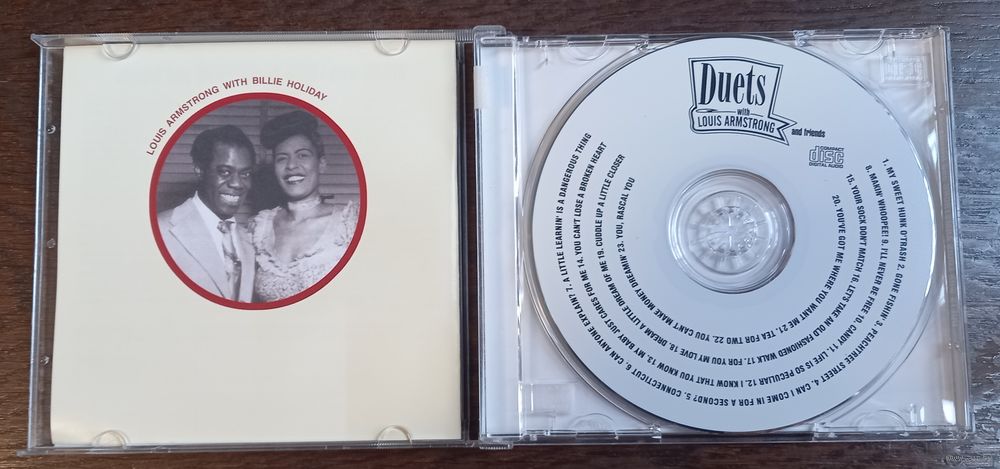 LOUIS ARMSTRONG WITH BILLIE HOLIDAY
Duets
with
LOUIS ARMSTRONG
and friends
COMPACT
disc
DIGITAL AUDIO
1. MY SWEET HUNK O'TRASH 2. GONE FISHIN' 3. PEACHTREE STREET 4. CAN I COME IN FOR A SECOND? 5. CONNECTICUT 6. CAN ANYONE EXPLAIN? 7. A LITTLE LEARNIN' IS A DANGEROUS THING
8. MAKIN' WHOOPEE! 9. I'LL NEVER BE FREE 10. CANDY 11. LIFE IS SO PECULIAR 12. I KNOW THAT YOU KNOW 13. MY BABY JUST CARES FOR ME 14. YOU CAN'T LOSE A BROKEN HEART
15. YOUR SOCK DON'T MATCH 16. LET'S TAKE AN OLD FASHIONED WALK 17. FOR YOU MY LOVE 18. DREAM A LITTLE DREAM OF ME 19. CUDDLE UP A LITTLE CLOSER
20. YOU'VE GOT ME WHERE YOU WANT ME 21. TEA FOR TWO 22. YOU CAN'T MAKE MONEY DREAMIN' 23. YOU, RASCAL YOU